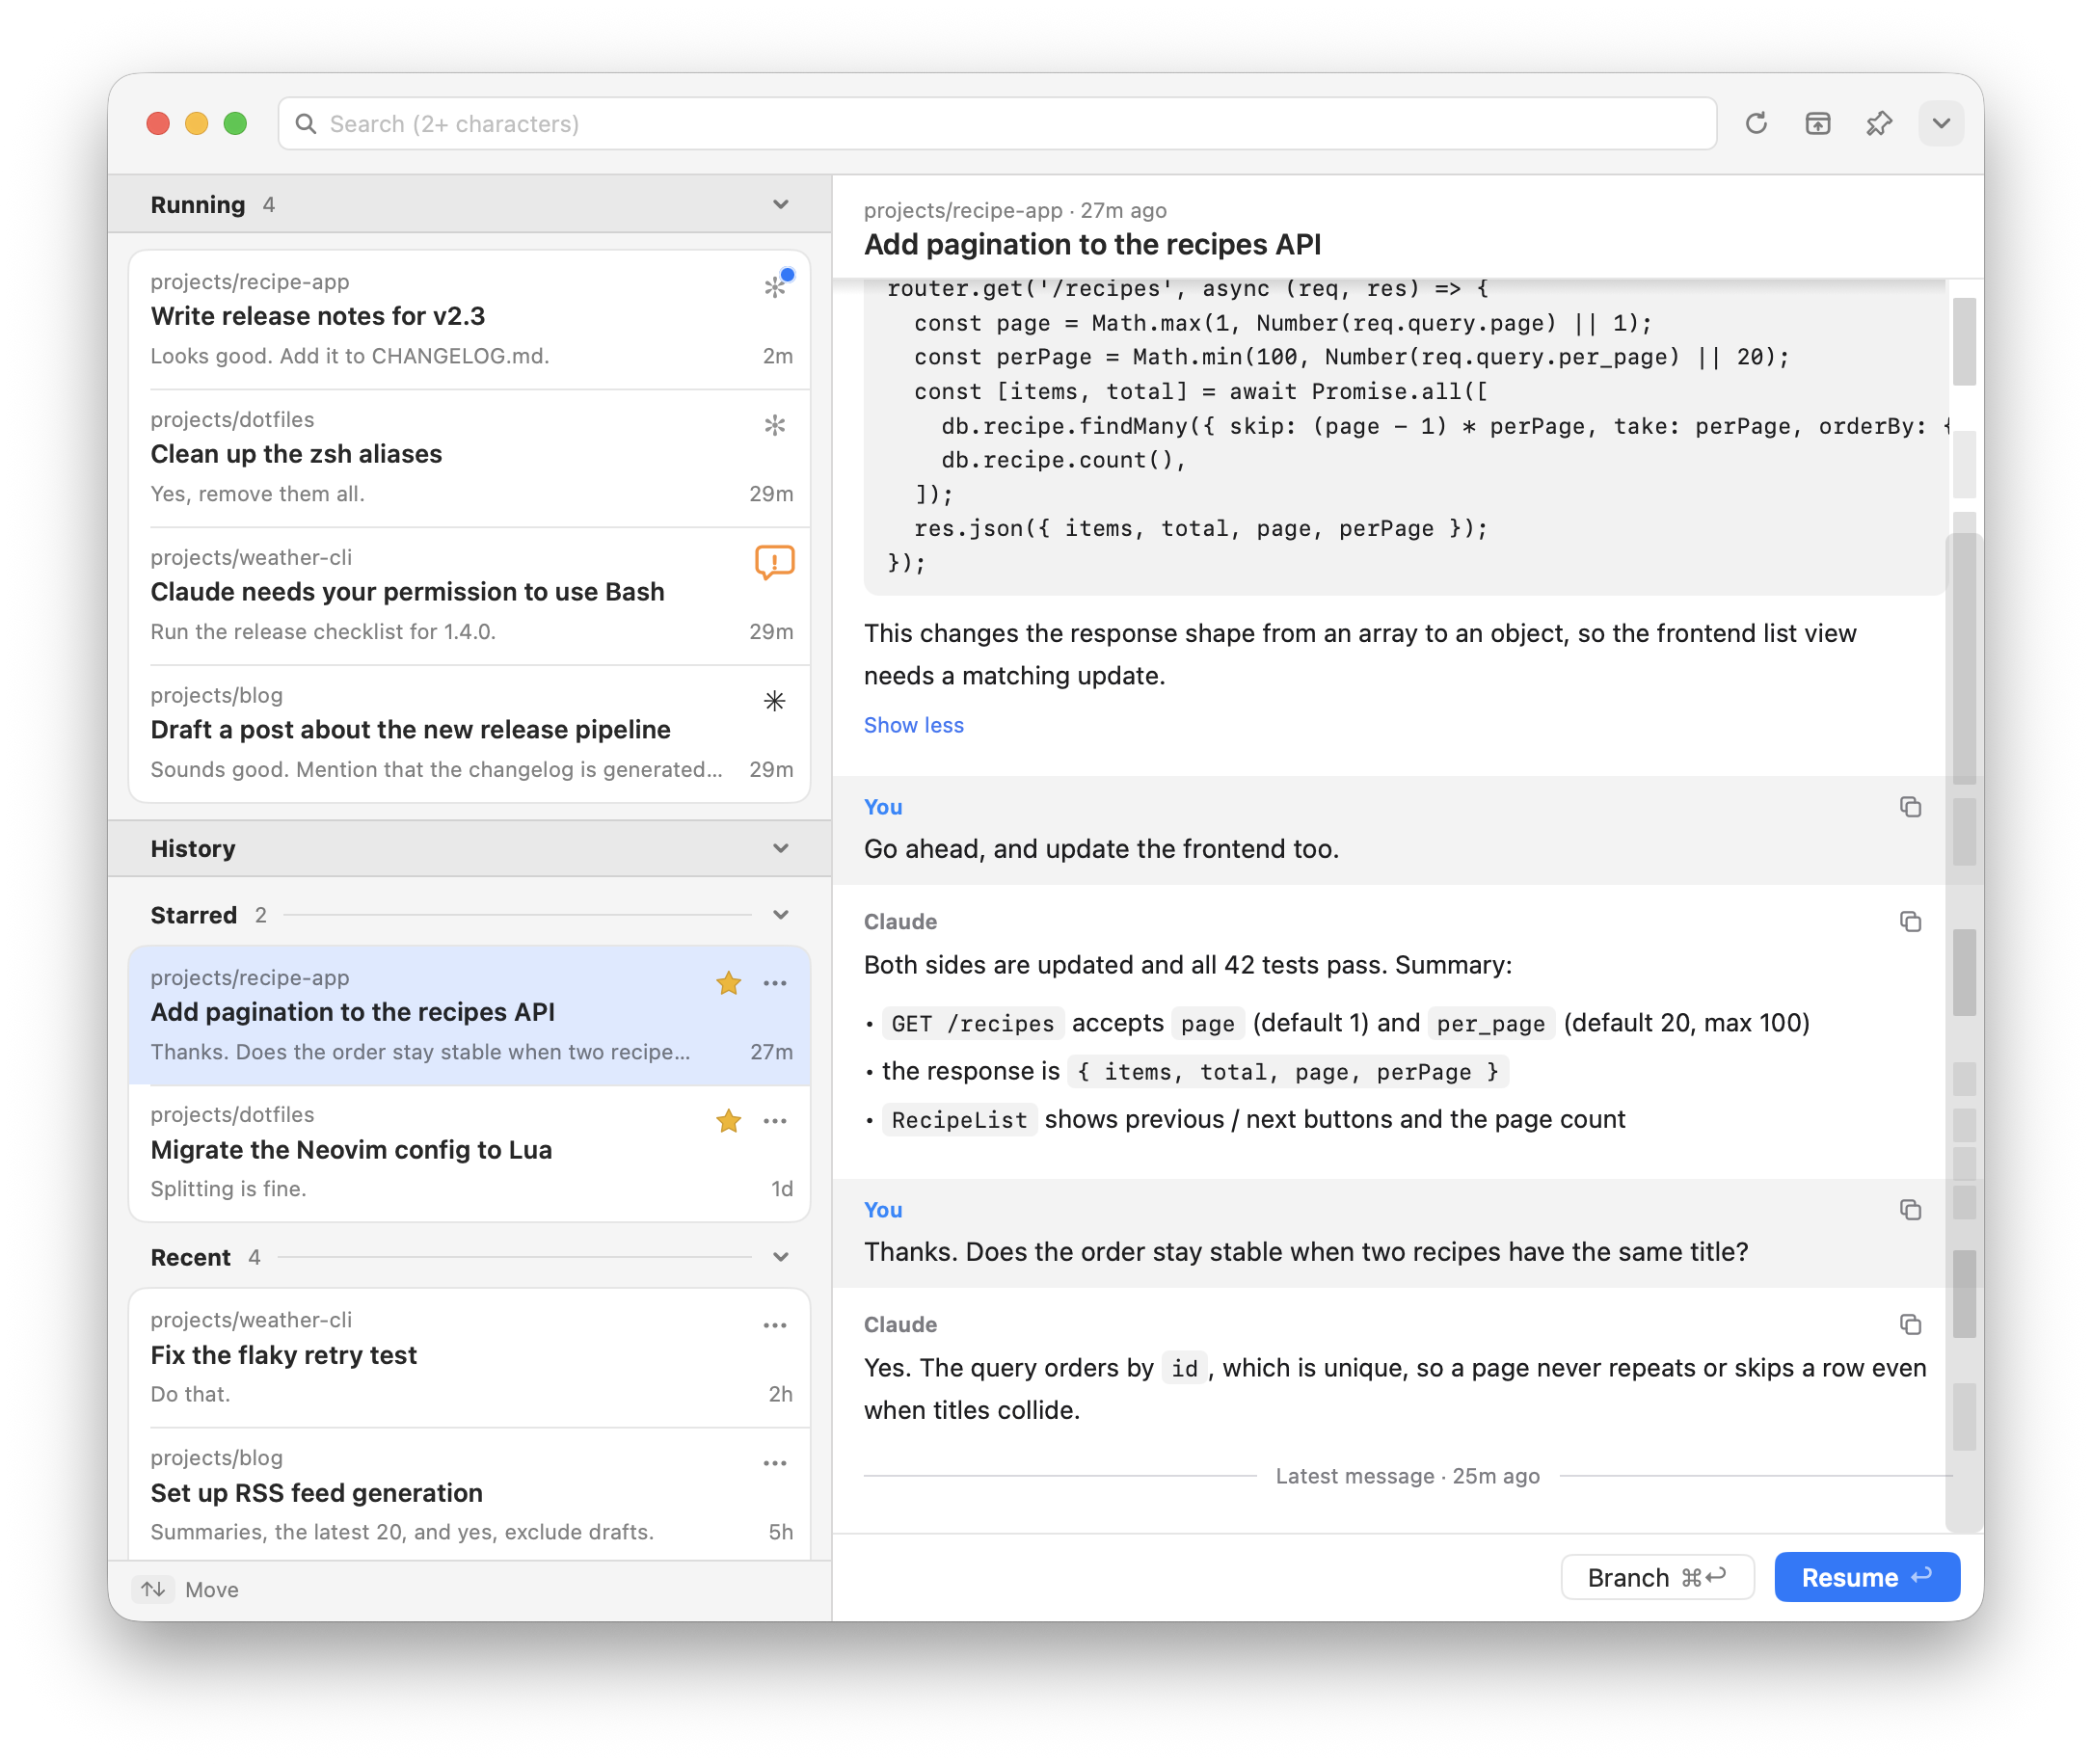 Search (2+ characters)
Running 4
projects/recipe-app
Write release notes for v2.3
Looks good. Add it to CHANGELOG.md. 2m
projects/dotfiles
Clean up the zsh aliases
Yes, remove them all. 29m
projects/weather-cli
Claude needs your permission to use Bash
Run the release checklist for 1.4.0. 29m
projects/blog
Draft a post about the new release pipeline
Sounds good. Mention that the changelog is generated... 29m
History
Starred 2
projects/recipe-app
Add pagination to the recipes API
Thanks. Does the order stay stable when two recipe... 27m
projects/dotfiles
Migrate the Neovim config to Lua
Splitting is fine. 1d
Recent 4
projects/weather-cli
Fix the flaky retry test
Do that. 2h
projects/blog
Set up RSS feed generation
Summaries, the latest 20, and yes, exclude drafts. 5h
↑↓ Move
projects/recipe-app · 27m ago
Add pagination to the recipes API
router.get('/recipes', async (req, res) => {
const page = Math.max(1, Number(req.query.page) || 1);
const perPage = Math.min(100, Number(req.query.per_page) || 20);
const [items, total] = await Promise.all([
db.recipe.findMany({ skip: (page - 1) * perPage, take: perPage, orderBy: {
db.recipe.count(),
]);
res.json({ items, total, page, perPage });
});
This changes the response shape from an array to an object, so the frontend list view
needs a matching update.
Show less
You
Go ahead, and update the frontend too.
Claude
Both sides are updated and all 42 tests pass. Summary:
• GET /recipes accepts page (default 1) and per_page (default 20, max 100)
• the response is { items, total, page, perPage }
• RecipeList shows previous / next buttons and the page count
You
Thanks. Does the order stay stable when two recipes have the same title?
Claude
Yes. The query orders by id, which is unique, so a page never repeats or skips a row even
when titles collide.
Latest message · 25m ago
Branch ⌘↩
Resume ↩